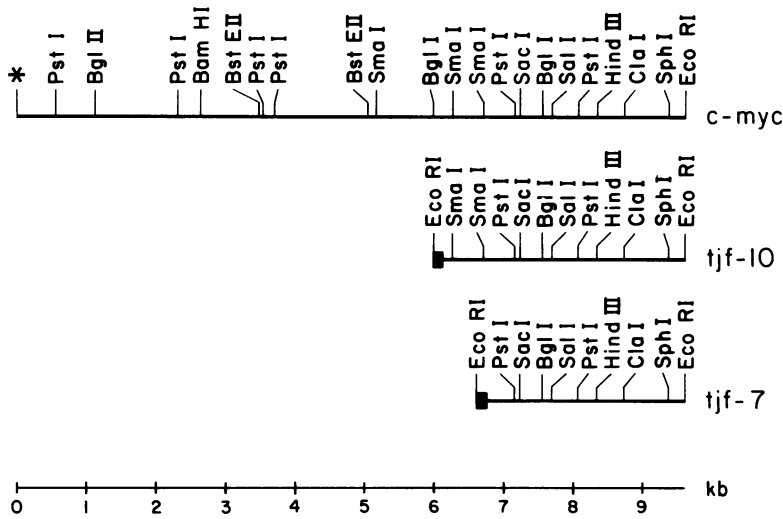 *
Pst I
Bgl II
Pst I
Bam HI
Bst EII
Pst I
Pst I
Bst EII
Sma I
Bgl I
Sma I
Sma I
Pst I
Sac I
Bgl I
Sal I
Pst I
Hind III
Cla I
Sph I
Eco RI
c-myc
Eco RI
Sma I
Sma I
Pst I
Sac I
Bgl I
Sal I
Pst I
Hind III
Cla I
Sph I
Eco RI
tjf-10
Eco RI
Pst I
Sac I
Bgl I
Sal I
Pst I
Hind III
Cla I
Sph I
Eco RI
tjf-7
kb
0 1 2 3 4 5 6 7 8 9